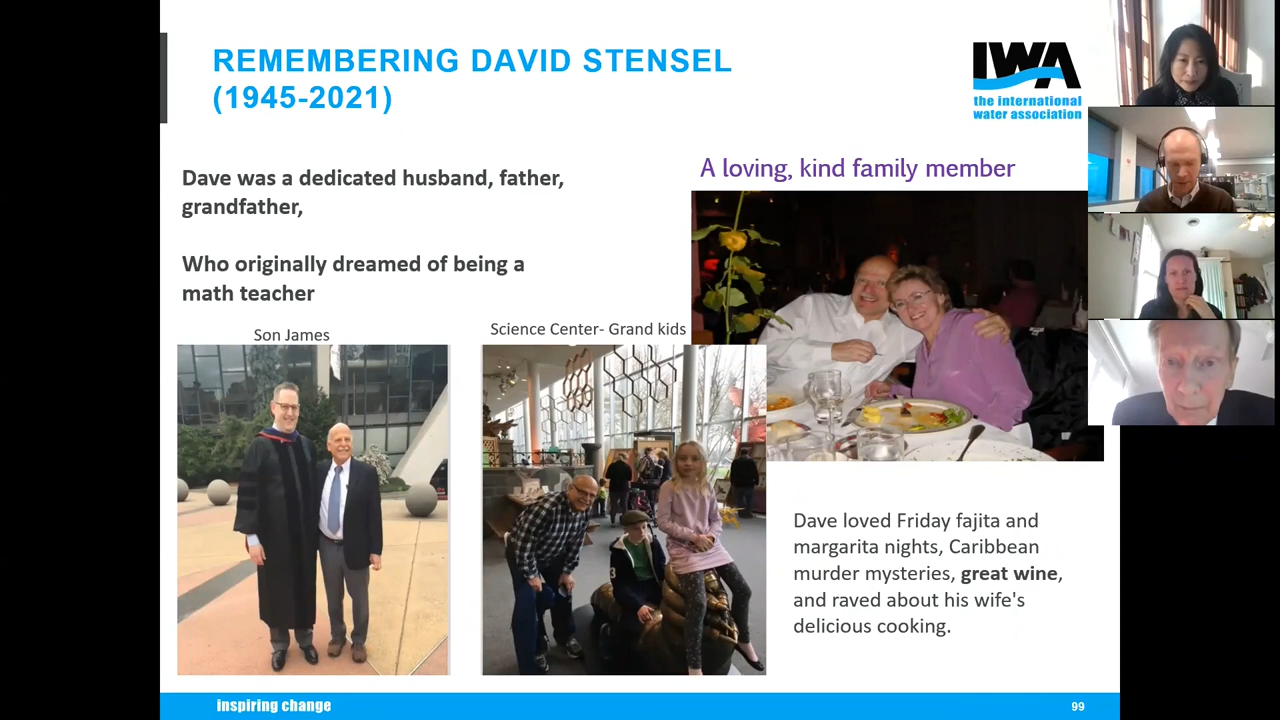 REMEMBERING DAVID STENSEL
(1945-2021)
IWA
the international
water association
Dave was a dedicated husband, father,
grandfather,
Who originally dreamed of being a
math teacher
A loving, kind family member
Son James
Science Center- Grand kids
Dave loved Friday fajita and
margarita nights, Caribbean
murder mysteries, great wine,
and raved about his wife's
delicious cooking.
inspiring change
99